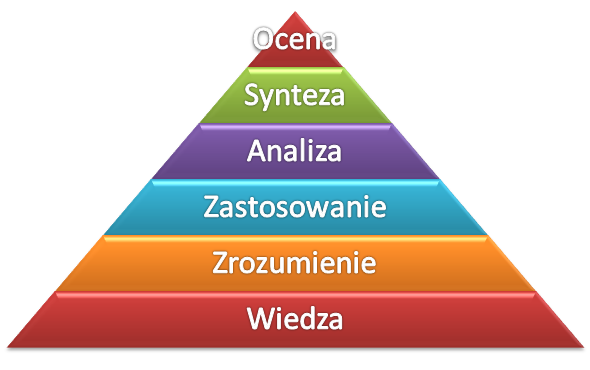 Ocena
Synteza
Analiza
Zastosowanie
Zrozumienie
Wiedza